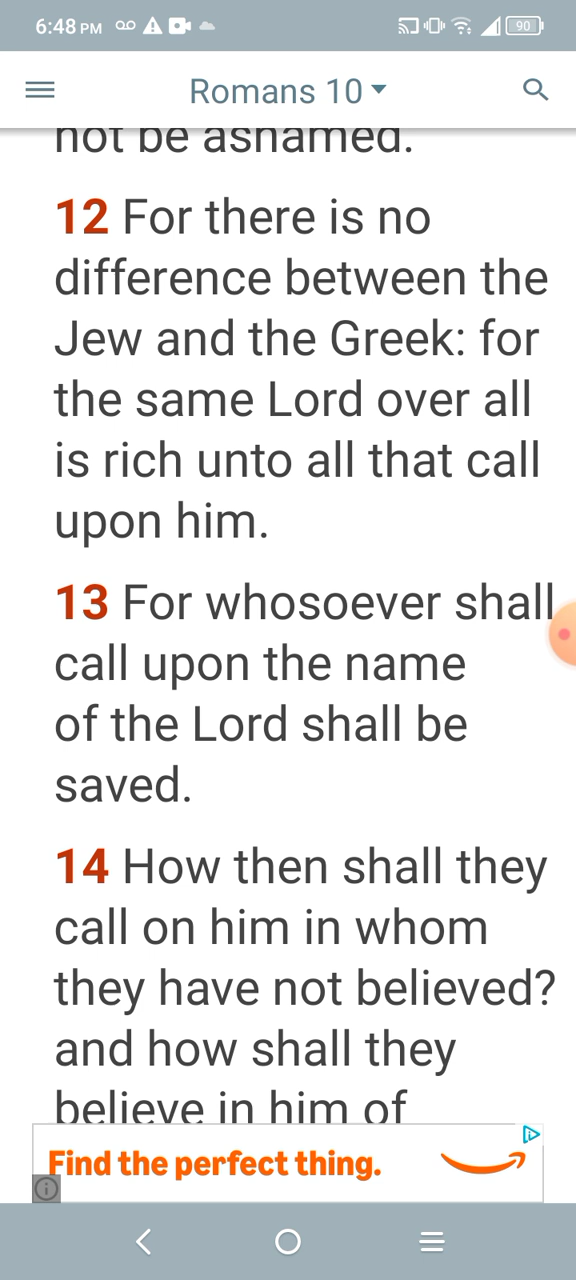 6:48 PM
90
Romans 10
not be ashamed.
12 For there is no
difference between the
Jew and the Greek: for
the same Lord over all
is rich unto all that call
upon him.
13 For whosoever shall
call upon the name
of the Lord shall be
saved.
14 How then shall they
call on him in whom
they have not believed?
and how shall they
believe in him of
Find the perfect thing.